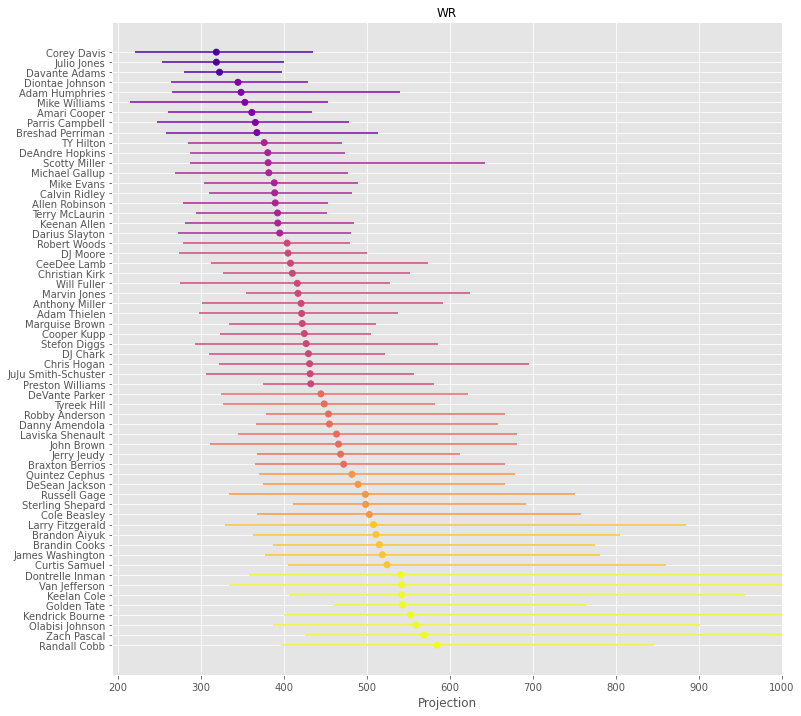 WR
Corey Davis
Julio Jones
Davante Adams
Diontae Johnson
Adam Humphries
Mike Williams
Amari Cooper
Parris Campbell
Breshad Perriman
TY Hilton
DeAndre Hopkins
Scotty Miller
Michael Gallup
Mike Evans
Calvin Ridley
Allen Robinson
Terry McLaurin
Keenan Allen
Darius Slayton
Robert Woods
DJ Moore
CeeDee Lamb
Christian Kirk
Will Fuller
Marvin Jones
Anthony Miller
Adam Thielen
Marquise Brown
Cooper Kupp
Stefon Diggs
DJ Chark
Chris Hogan
JuJu Smith-Schuster
Preston Williams
DeVante Parker
Tyreek Hill
Robby Anderson
Danny Amendola
Laviska Shenault
John Brown
Jerry Jeudy
Braxton Berrios
Quintez Cephus
DeSean Jackson
Russell Gage
Sterling Shepard
Cole Beasley
Larry Fitzgerald
Brandon Aiyuk
Brandin Cooks
James Washington
Curtis Samuel
Dontrelle Inman
Van Jefferson
Keelan Cole
Golden Tate
Kendrick Bourne
Olabisi Johnson
Zach Pascal
Randall Cobb
200 300 400 500 600 700 800 900 1000
Projection